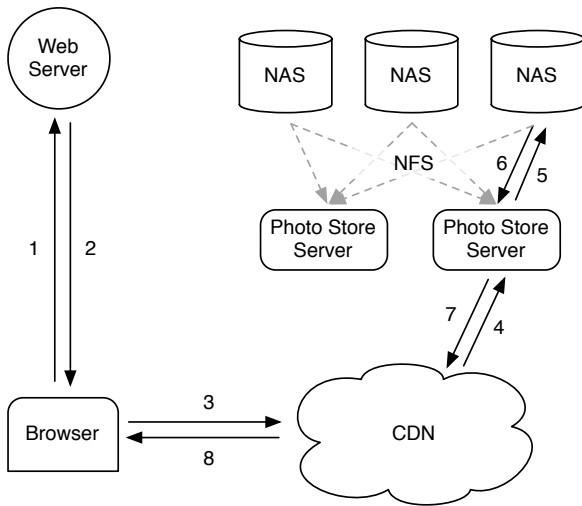 Web
Server
NAS
NAS
NAS
NFS
6
5
Photo Store
Server
Photo Store
Server
1
2
7
4
3
Browser
CDN
8